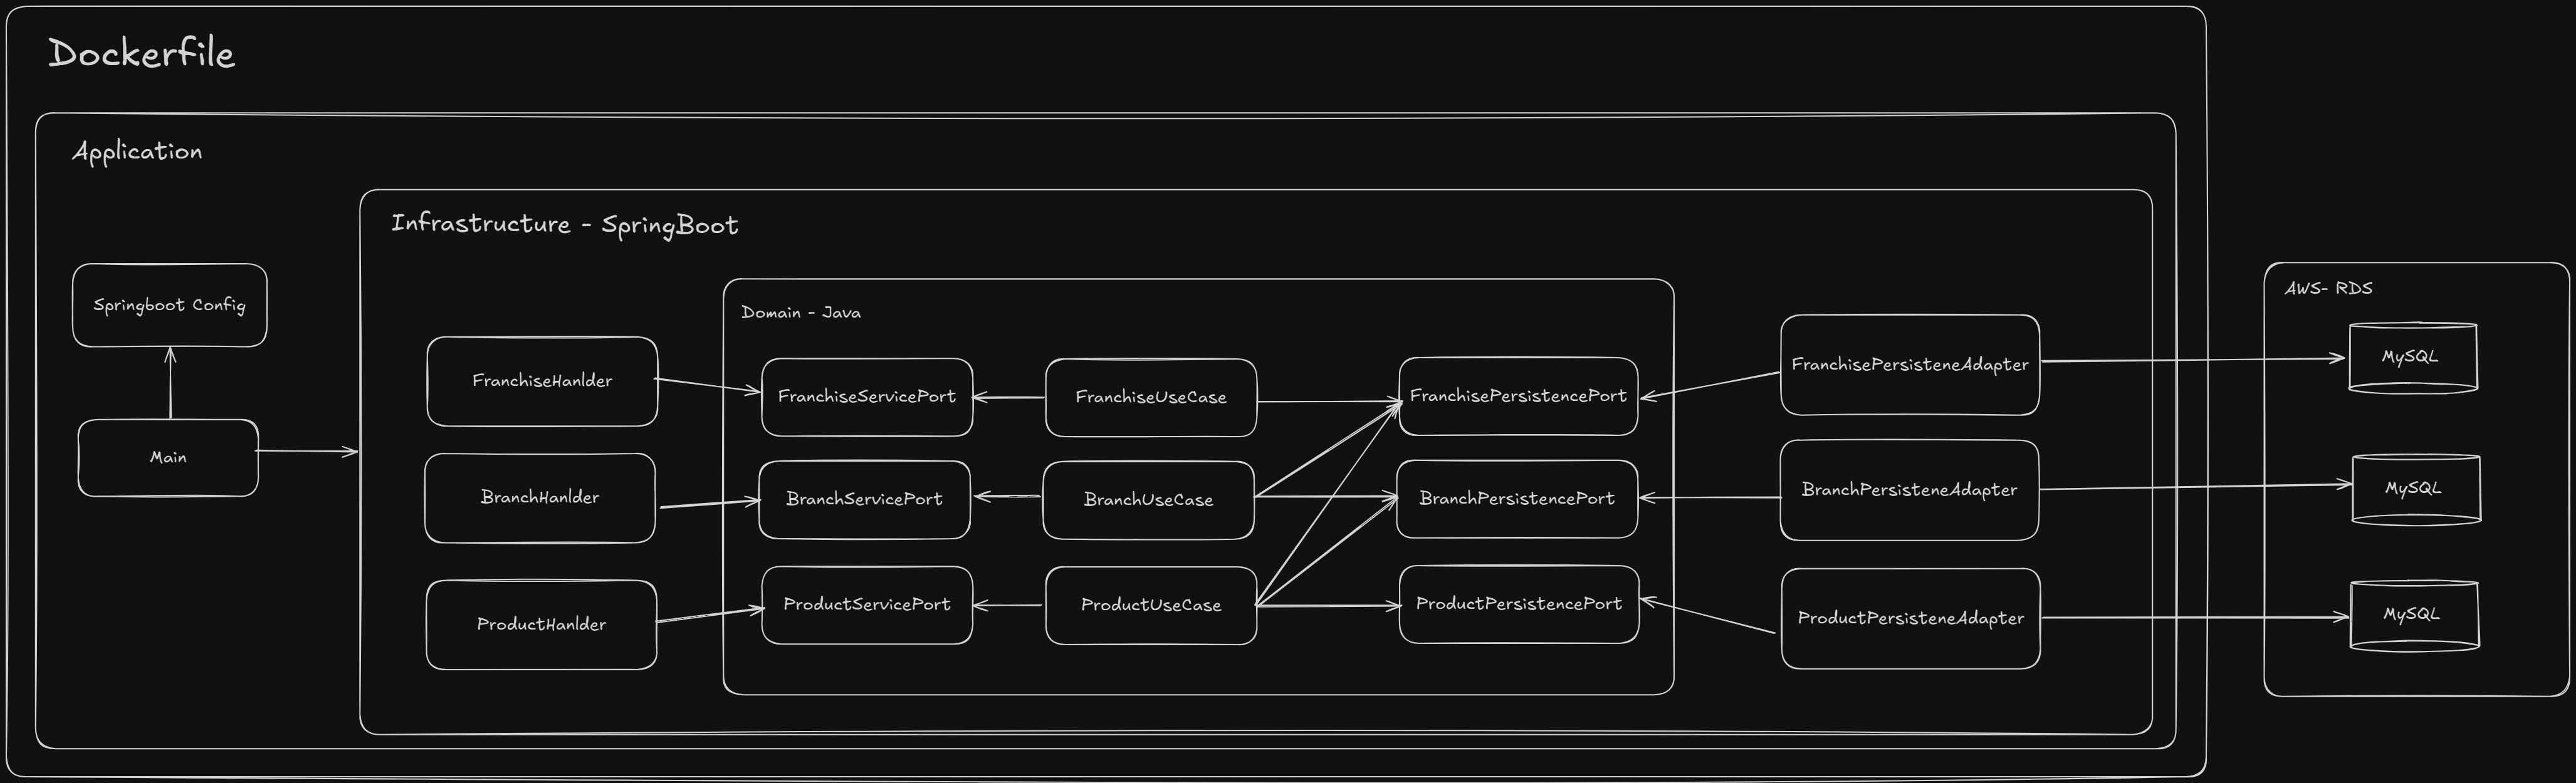 Dockerfile
Application
Infrastructure - SpringBoot
Springboot Config
Main
Domain - Java
FranchiseHanlder
FranchiseServicePort
FranchiseUseCase
FranchisePersistencePort
FranchisePersisteneAdapter
BranchHanlder
BranchServicePort
BranchUseCase
BranchPersistencePort
BranchPersisteneAdapter
ProductHanlder
ProductServicePort
ProductUseCase
ProductPersistencePort
ProductPersisteneAdapter
AWS- RDS
MySQL
MySQL
MySQL